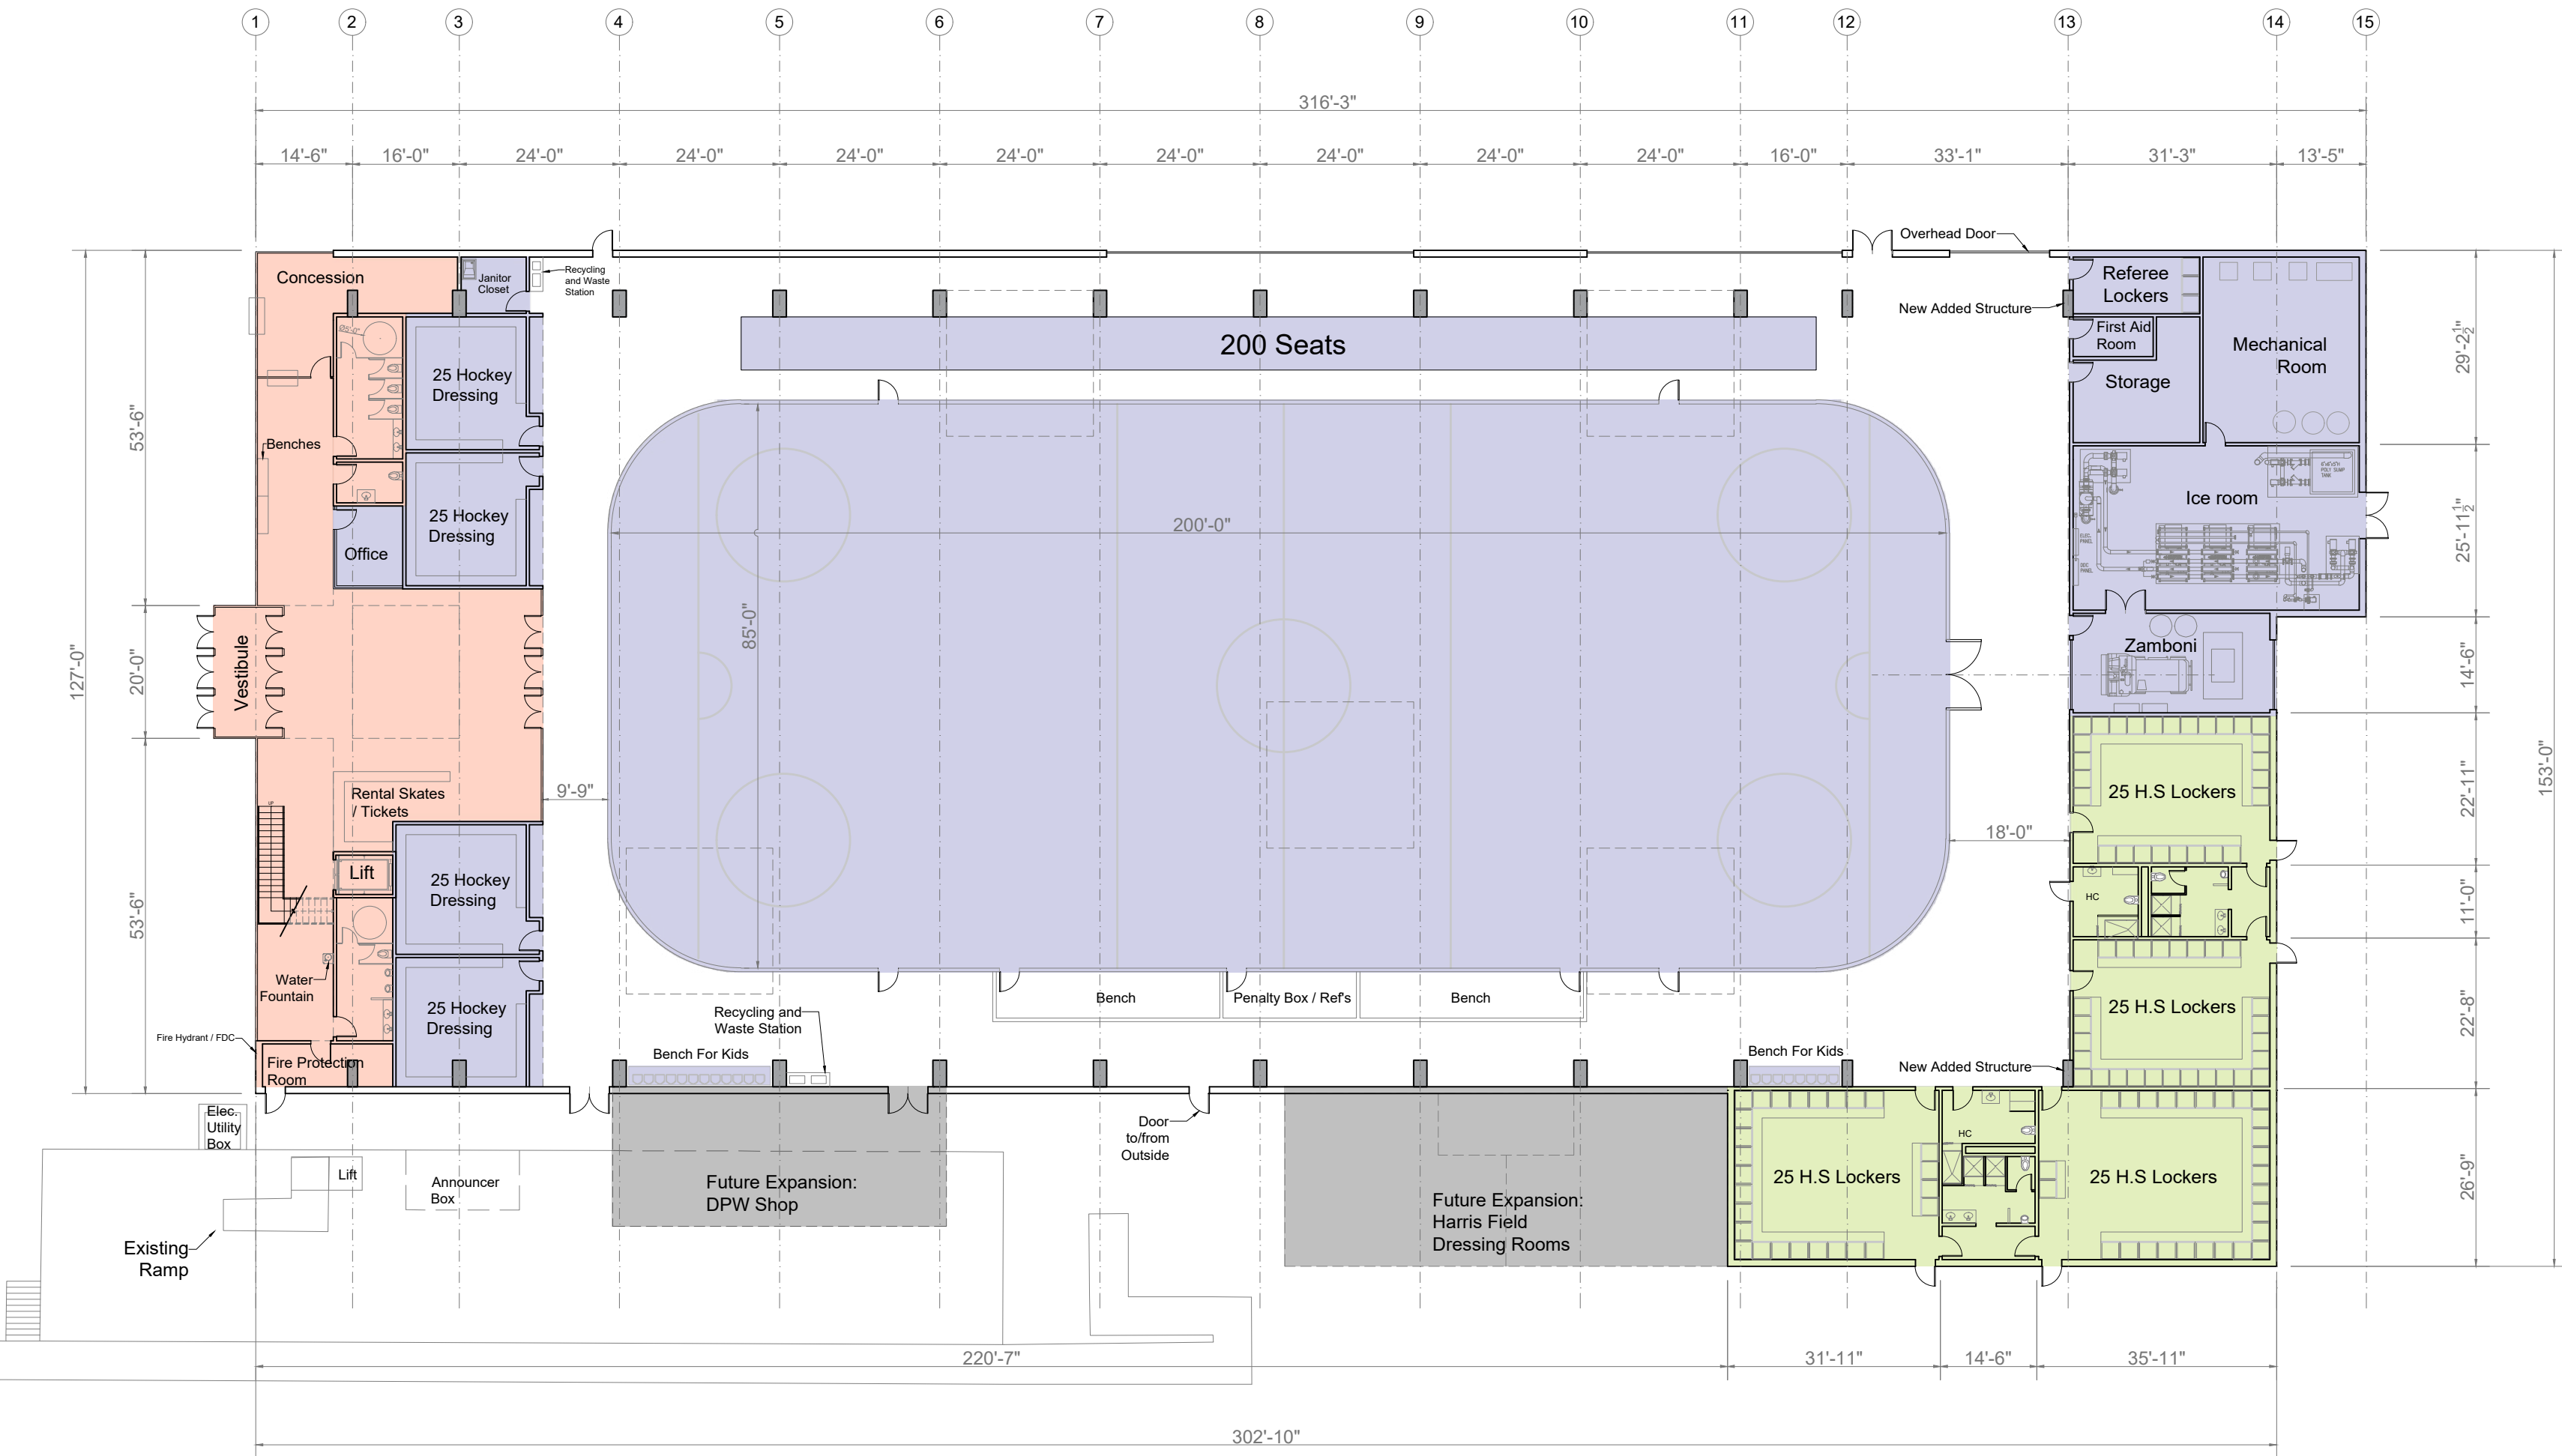 1 2 3 4 5 6 7 8 9 10 11 12 13 14 15
316'-3"
14'-6" 16'-0" 24'-0" 24'-0" 24'-0" 24'-0" 24'-0" 24'-0" 24'-0" 24'-0" 16'-0" 33'-1" 31'-3" 13'-5"
Overhead Door
Concession
Janitor
Closet
Recycling
and Waste
Station
Referee
Lockers
New Added Structure
First Aid
Room
Mechanical
Room
Storage
29'-2½"
200 Seats
25 Hockey
Dressing
53'-6"
Benches
25 Hockey
Dressing
Office
200'-0"
Ice room
ELEC.
PANEL
POLY SUMP
TANK
25'-11½"
85'-0"
127'-0"
20'-0"
Vestibule
Zamboni
14'-6"
153'-0"
Rental Skates
/ Tickets
9'-9"
25 H.S Lockers
22'-11"
18'-0"
UP
Lift
25 Hockey
Dressing
53'-6"
HC
11'-0"
Water
Fountain
25 Hockey
Dressing
Bench
Penalty Box / Ref's
Bench
25 H.S Lockers
22'-8"
Recycling and
Waste Station
Fire Hydrant / FDC
Bench For Kids
Bench For Kids
Fire Protection
Room
New Added Structure
Elec.
Utility
Box
Door
to/from
Outside
HC
Lift
Announcer
Box
Future Expansion:
DPW Shop
Future Expansion:
Harris Field
Dressing Rooms
25 H.S Lockers
25 H.S Lockers
26'-9"
Existing
Ramp
220'-7" 31'-11" 14'-6" 35'-11"
302'-10"